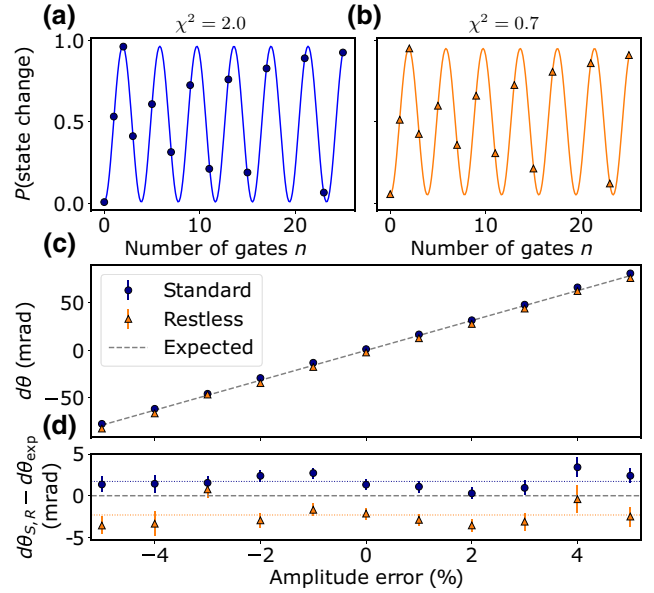 (a) χ² = 2.0
(b) χ² = 0.7
P(state change)
1.0
0.5
0.0
0 10 20
0 10 20
Number of gates n
Number of gates n
(c)
Standard
Restless
Expected
dθ (mrad)
50
0
−50
(d)
dθS,R − dθexp
(mrad)
5
0
−5
−4 −2 0 2 4
Amplitude error (%)